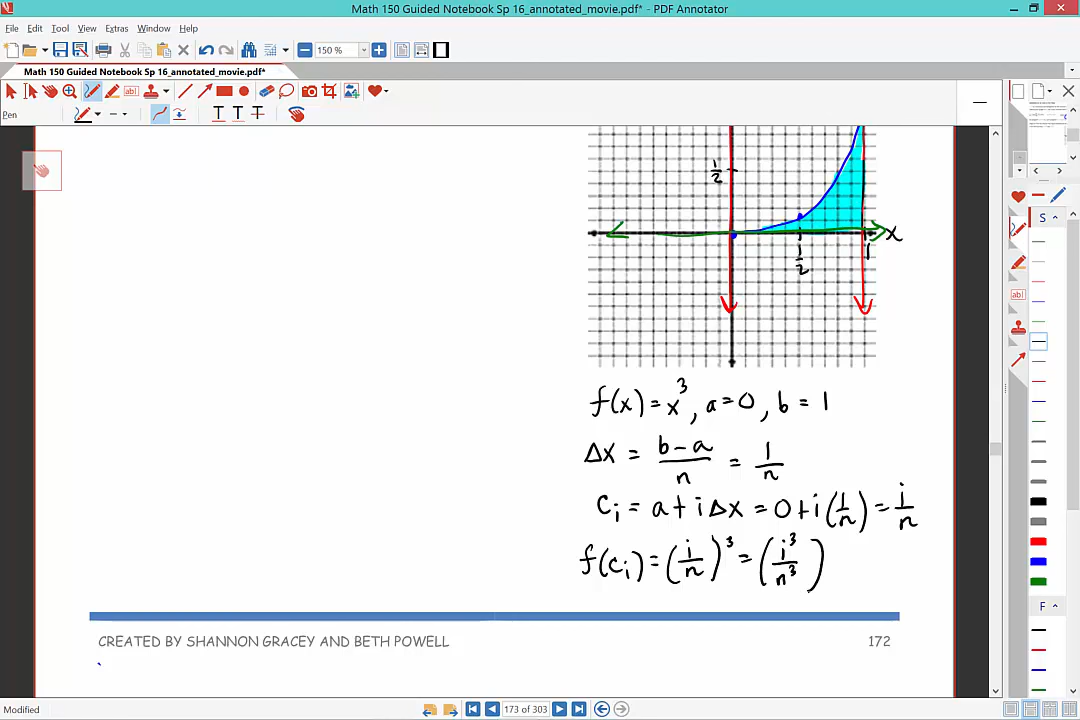 Math 150 Guided Notebook Sp 16_annotated_movie.pdf* - PDF Annotator
File Edit Tool View Extras Window Help
150 %
Math 150 Guided Notebook Sp 16_annotated_movie.pdf*
Pen
1/2
x
1/2
1
f(x) = x³, a = 0, b = 1
Δx = b-a/n = 1/n
cᵢ = a + iΔx = 0 + i(1/n) = i/n
f(cᵢ) = (i/n)³ = (i³/n³)
CREATED BY SHANNON GRACEY AND BETH POWELL 172
S
F
Modified
173 of 303